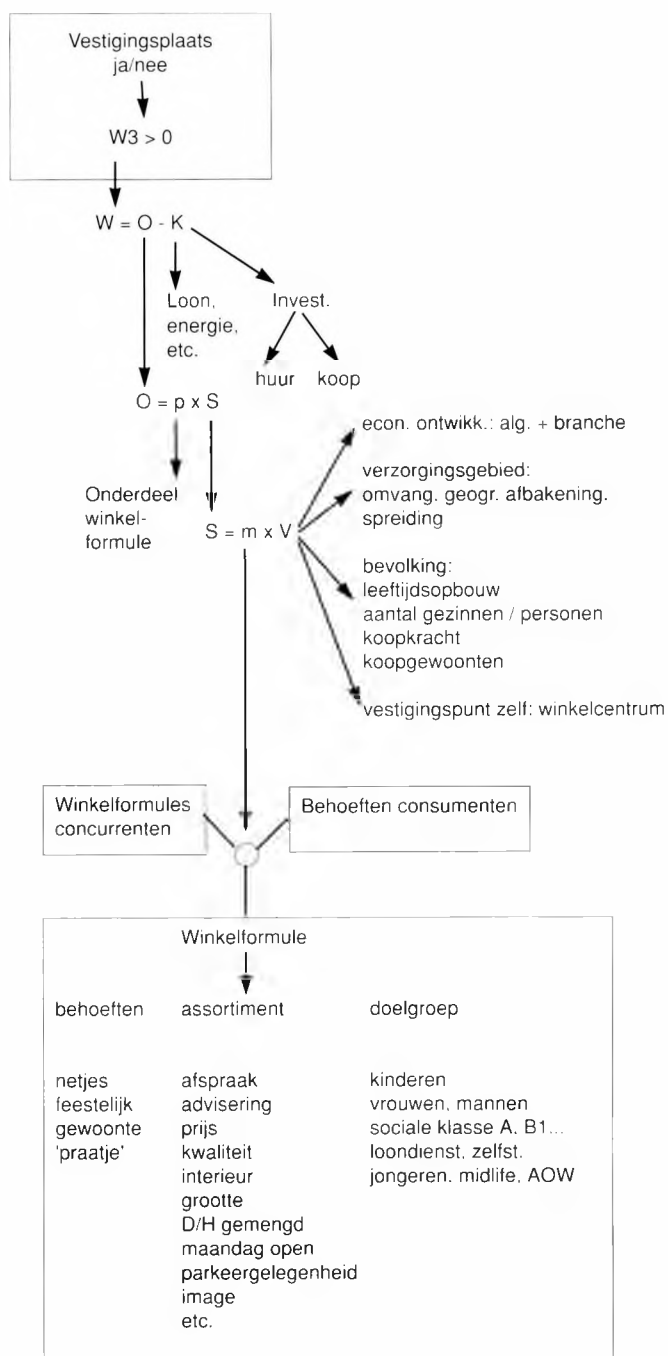 Vestigingsplaats
ja/nee
W3 > 0
W = O - K
Loon,
energie,
etc.
Invest.
huur koop
O = p x S
Onderdeel
winkel-
formule
S = m x V
econ. ontwikk.: alg. + branche
verzorgingsgebied:
omvang. geogr. afbakening.
spreiding
bevolking:
leeftijdsopbouw
aantal gezinnen / personen
koopkracht
koopgewoonten
vestigingspunt zelf: winkelcentrum
Winkelformules
concurrenten
Behoeften consumenten
Winkelformule
behoeften
netjes
feestelijk
gewoonte
'praatje'
assortiment
afspraak
advisering
prijs
kwaliteit
interieur
grootte
D/H gemengd
maandag open
parkeergelegenheid
image
etc.
doelgroep
kinderen
vrouwen, mannen
sociale klasse A, B1...
loondienst, zelfst.
jongeren. midlife, AOW